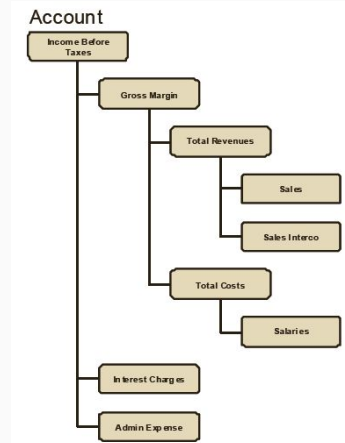 Account
Income Before
Taxes
Gross Margin
Total Revenues
Sales
Sales Interco
Total Costs
Salaries
Interest Charges
Admin Expense